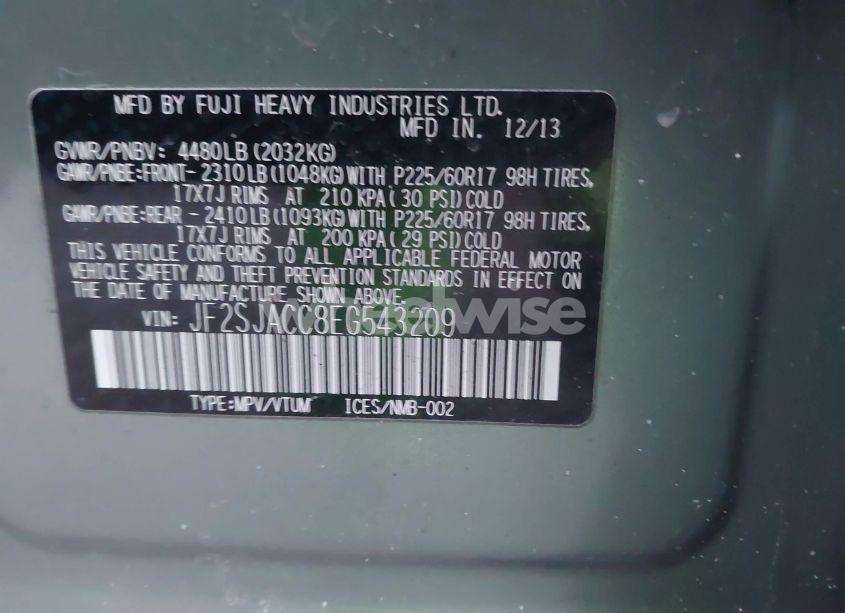 MFD BY FUJI HEAVY INDUSTRIES LTD.
MFD IN. 12/13
GVWR/PNBV: 4480LB (2032KG)
GAWR/PNBE:FRONT- 2310LB(1048KG)WITH P225/60R17 98H TIRES,
17X7J RIMS AT 210 KPA( 30 PSI)COLD
GAWR/PNBE:REAR - 2410LB(1093KG)WITH P225/60R17 98H TIRES,
17X7J RIMS AT 200 KPA( 29 PSI)COLD
THIS VEHICLE CONFORMS TO ALL APPLICABLE FEDERAL MOTOR
VEHICLE SAFETY AND THEFT PREVENTION STANDARDS IN EFFECT ON
THE DATE OF MANUFACTURE SHOWN ABOVE.
VIN: JF2SJACC8EG543209
TYPE:MPV/VTUM ICES/NMB-002